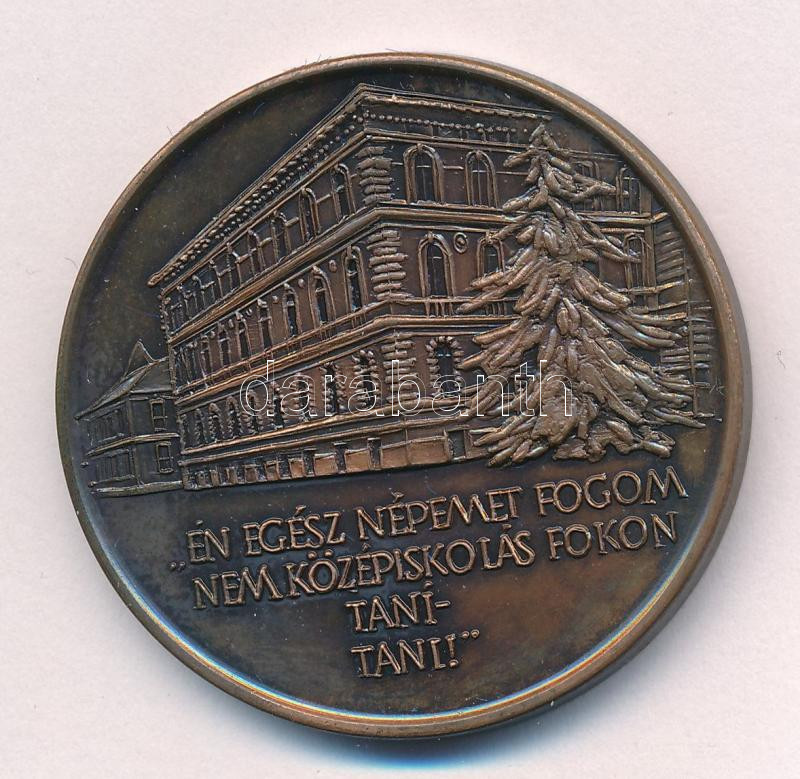 darabanth
„ÉN EGÉSZ NÉPEMET FOGOM
NEM KÖZÉPISKOLÁS FOKON
TANÍ-
TANI!”